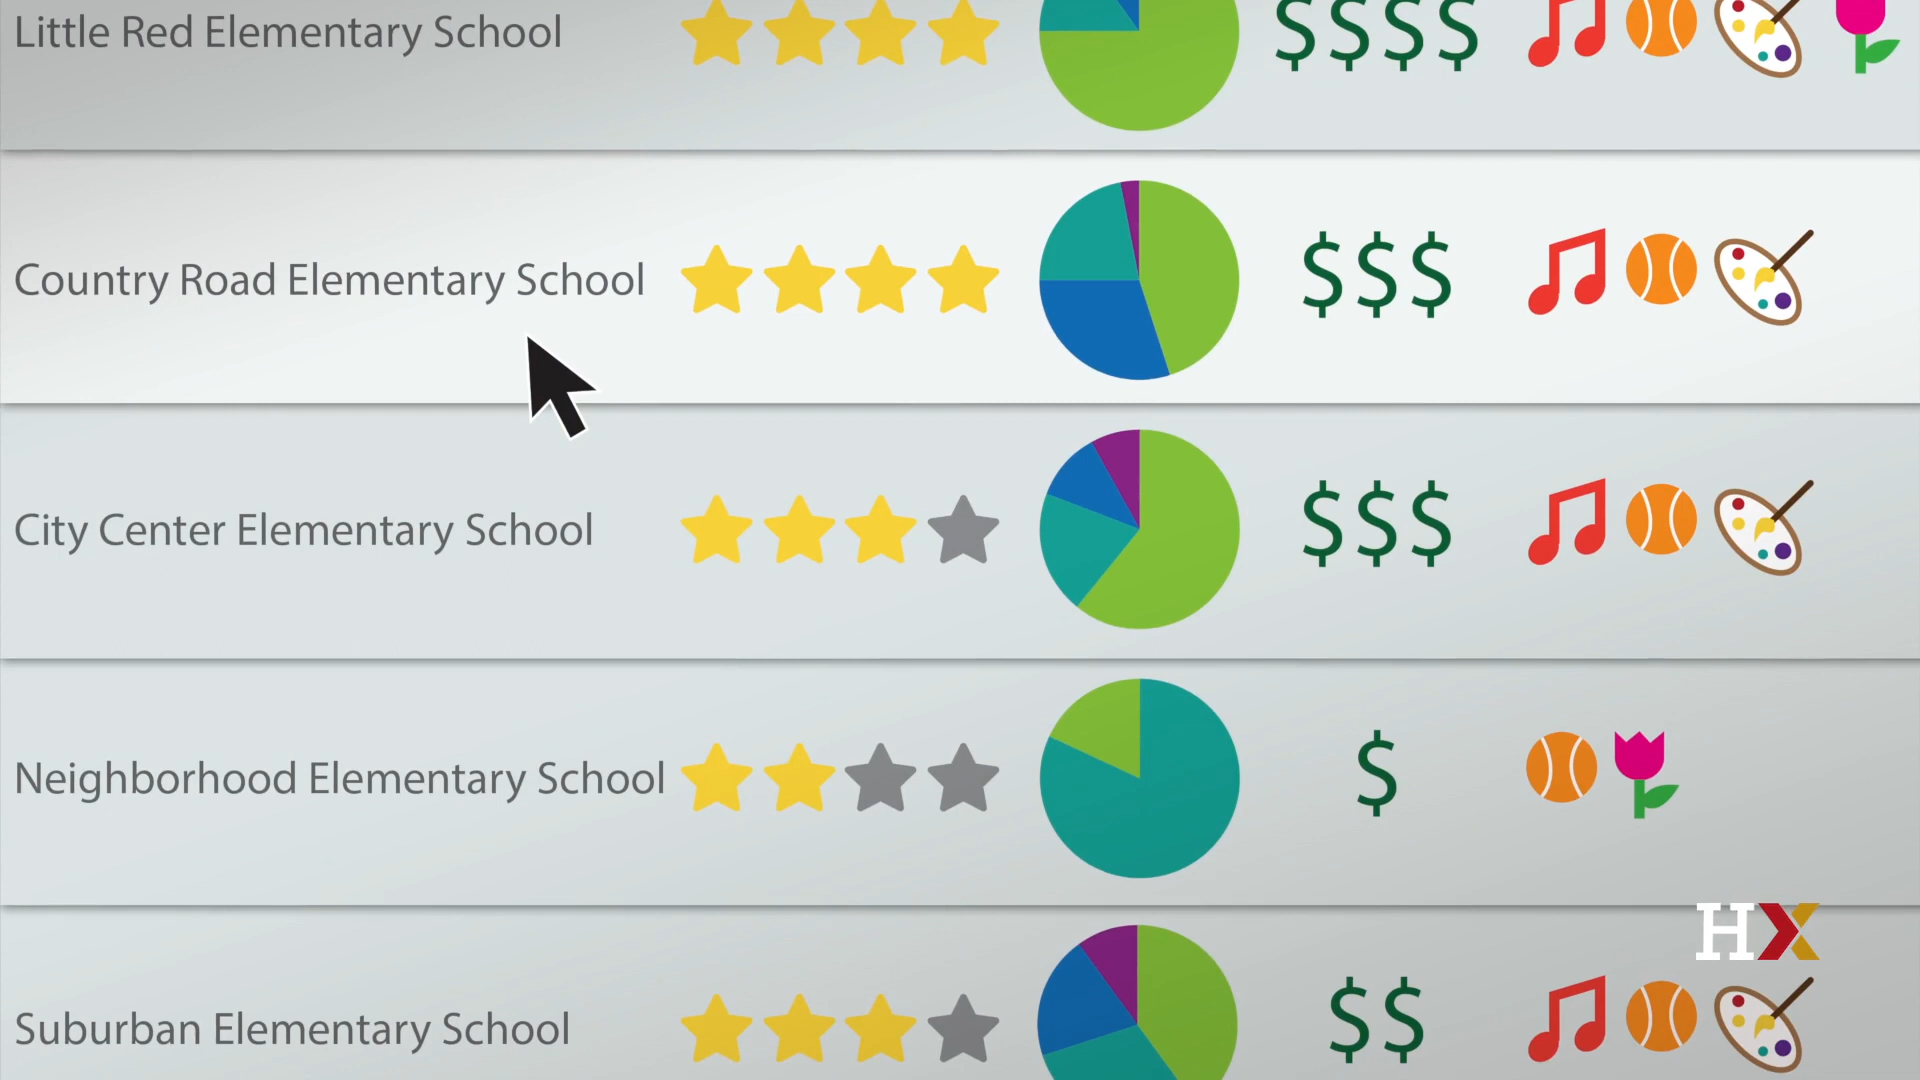 Little Red Elementary School $$$$
Country Road Elementary School $$$
City Center Elementary School $$$
Neighborhood Elementary School $
HX
Suburban Elementary School $$